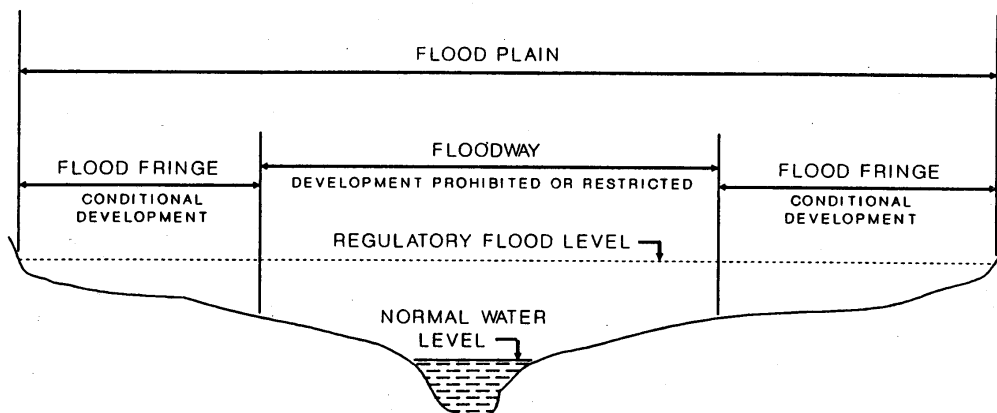 FLOOD PLAIN
FLOODWAY
DEVELOPMENT PROHIBITED OR RESTRICTED
FLOOD FRINGE
CONDITIONAL
DEVELOPMENT
FLOOD FRINGE
CONDITIONAL
DEVELOPMENT
REGULATORY FLOOD LEVEL
NORMAL WATER
LEVEL